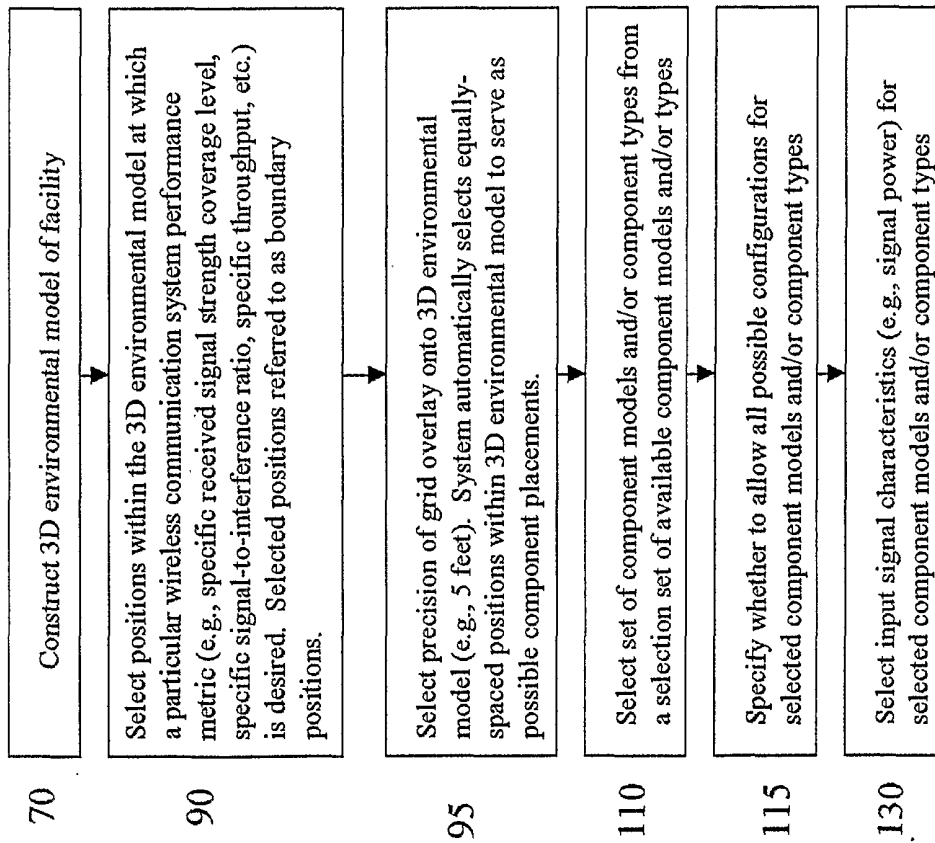 70
Construct 3D environmental model of facility
90
Select positions within the 3D environmental model at which
a particular wireless communication system performance
metric (e.g., specific received signal strength coverage level,
specific signal-to-interference ratio, specific throughput, etc.)
is desired. Selected positions referred to as boundary
positions.
95
Select precision of grid overlay onto 3D environmental
model (e.g., 5 feet). System automatically selects equally-
spaced positions within 3D environmental model to serve as
possible component placements.
110
Select set of component models and/or component types from
a selection set of available component models and/or types
115
Specify whether to allow all possible configurations for
selected component models and/or component types
130
Select input signal characteristics (e.g., signal power) for
selected component models and/or component types